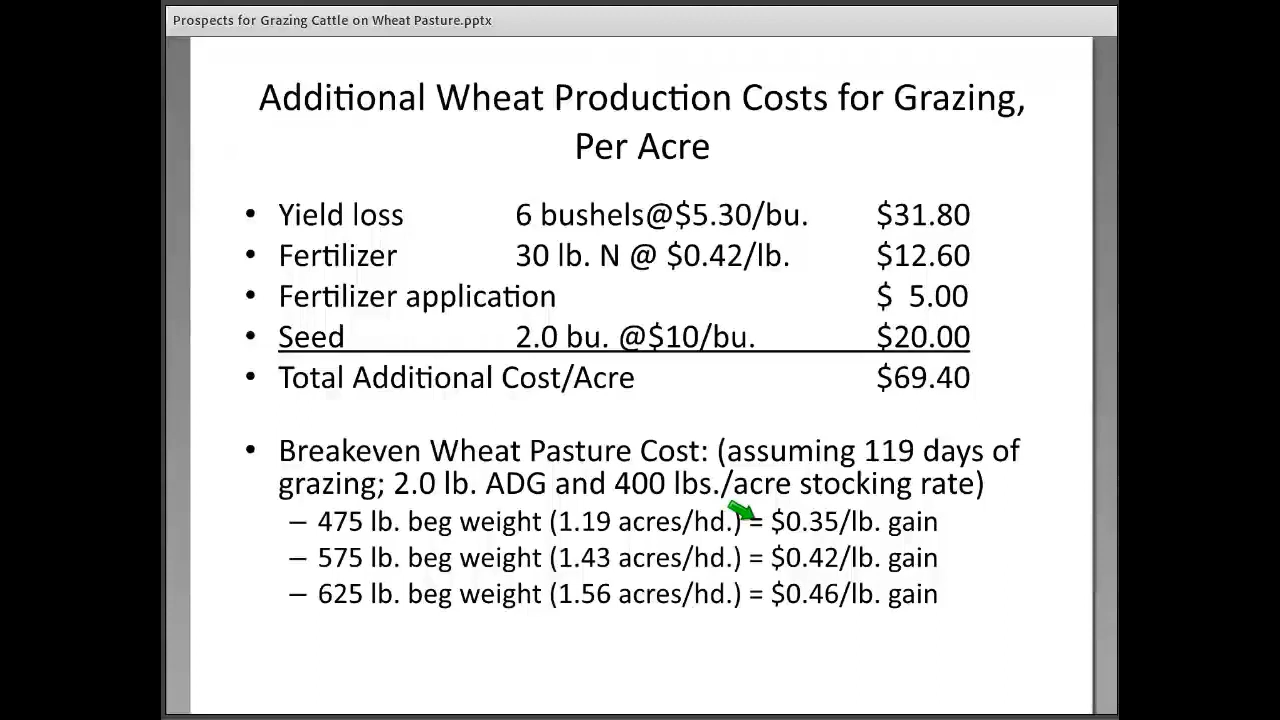 Prospects for Grazing Cattle on Wheat Pasture.pptx
Additional Wheat Production Costs for Grazing,
Per Acre
• Yield loss 6 bushels@$5.30/bu. $31.80
• Fertilizer 30 lb. N @ $0.42/lb. $12.60
• Fertilizer application $ 5.00
• Seed 2.0 bu. @$10/bu. $20.00
• Total Additional Cost/Acre $69.40
• Breakeven Wheat Pasture Cost: (assuming 119 days of
grazing; 2.0 lb. ADG and 400 lbs./acre stocking rate)
– 475 lb. beg weight (1.19 acres/hd.) = $0.35/lb. gain
– 575 lb. beg weight (1.43 acres/hd.) = $0.42/lb. gain
– 625 lb. beg weight (1.56 acres/hd.) = $0.46/lb. gain